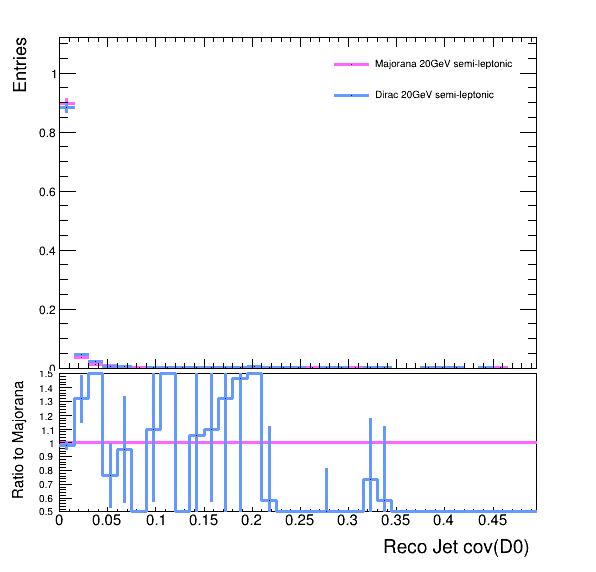 Entries
1
0.8
0.6
0.4
0.2
0
Majorana 20GeV semi-leptonic
Dirac 20GeV semi-leptonic
Ratio to Majorana
1.5
1.4
1.3
1.2
1.1
1
0.9
0.8
0.7
0.6
0.5
0 0.05 0.1 0.15 0.2 0.25 0.3 0.35 0.4 0.45
Reco Jet cov(D0)